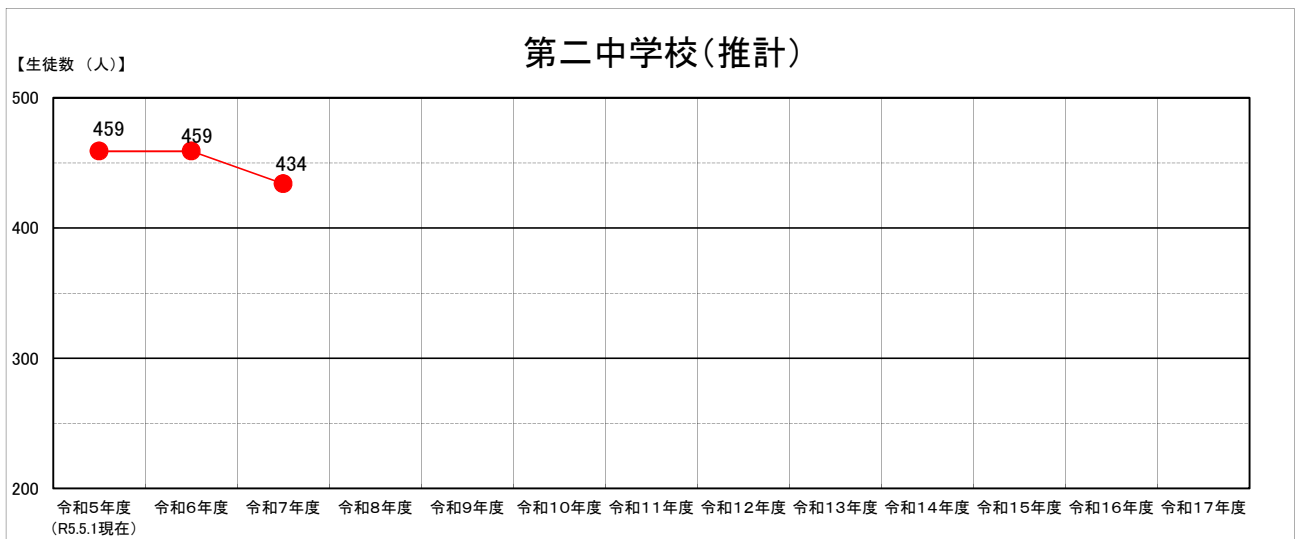 第二中学校（推計）
【生徒数 （人）】
500
459
459
434
400
300
200
令和5年度 令和6年度 令和7年度 令和8年度 令和9年度 令和10年度 令和11年度 令和12年度 令和13年度 令和14年度 令和15年度 令和16年度 令和17年度
（R5.5.1現在）